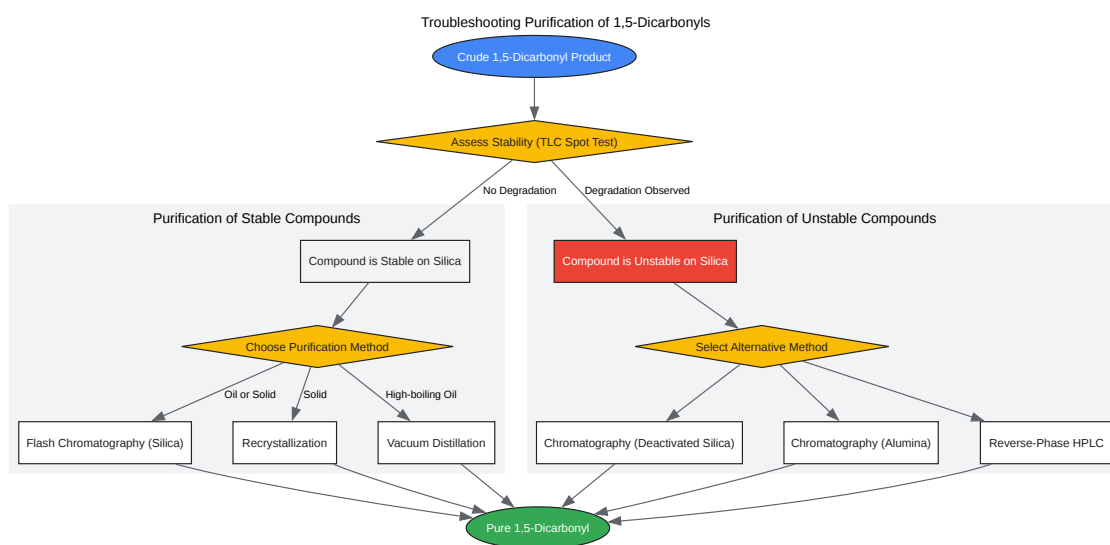 Troubleshooting Purification of 1,5-Dicarbonyls
Crude 1,5-Dicarbonyl Product
Assess Stability (TLC Spot Test)
No Degradation
Degradation Observed
Purification of Stable Compounds
Purification of Unstable Compounds
Compound is Stable on Silica
Compound is Unstable on Silica
Choose Purification Method
Select Alternative Method
Oil or Solid
Solid
High-boiling Oil
Flash Chromatography (Silica)
Recrystallization
Vacuum Distillation
Chromatography (Deactivated Silica)
Chromatography (Alumina)
Reverse-Phase HPLC
Pure 1,5-Dicarbonyl